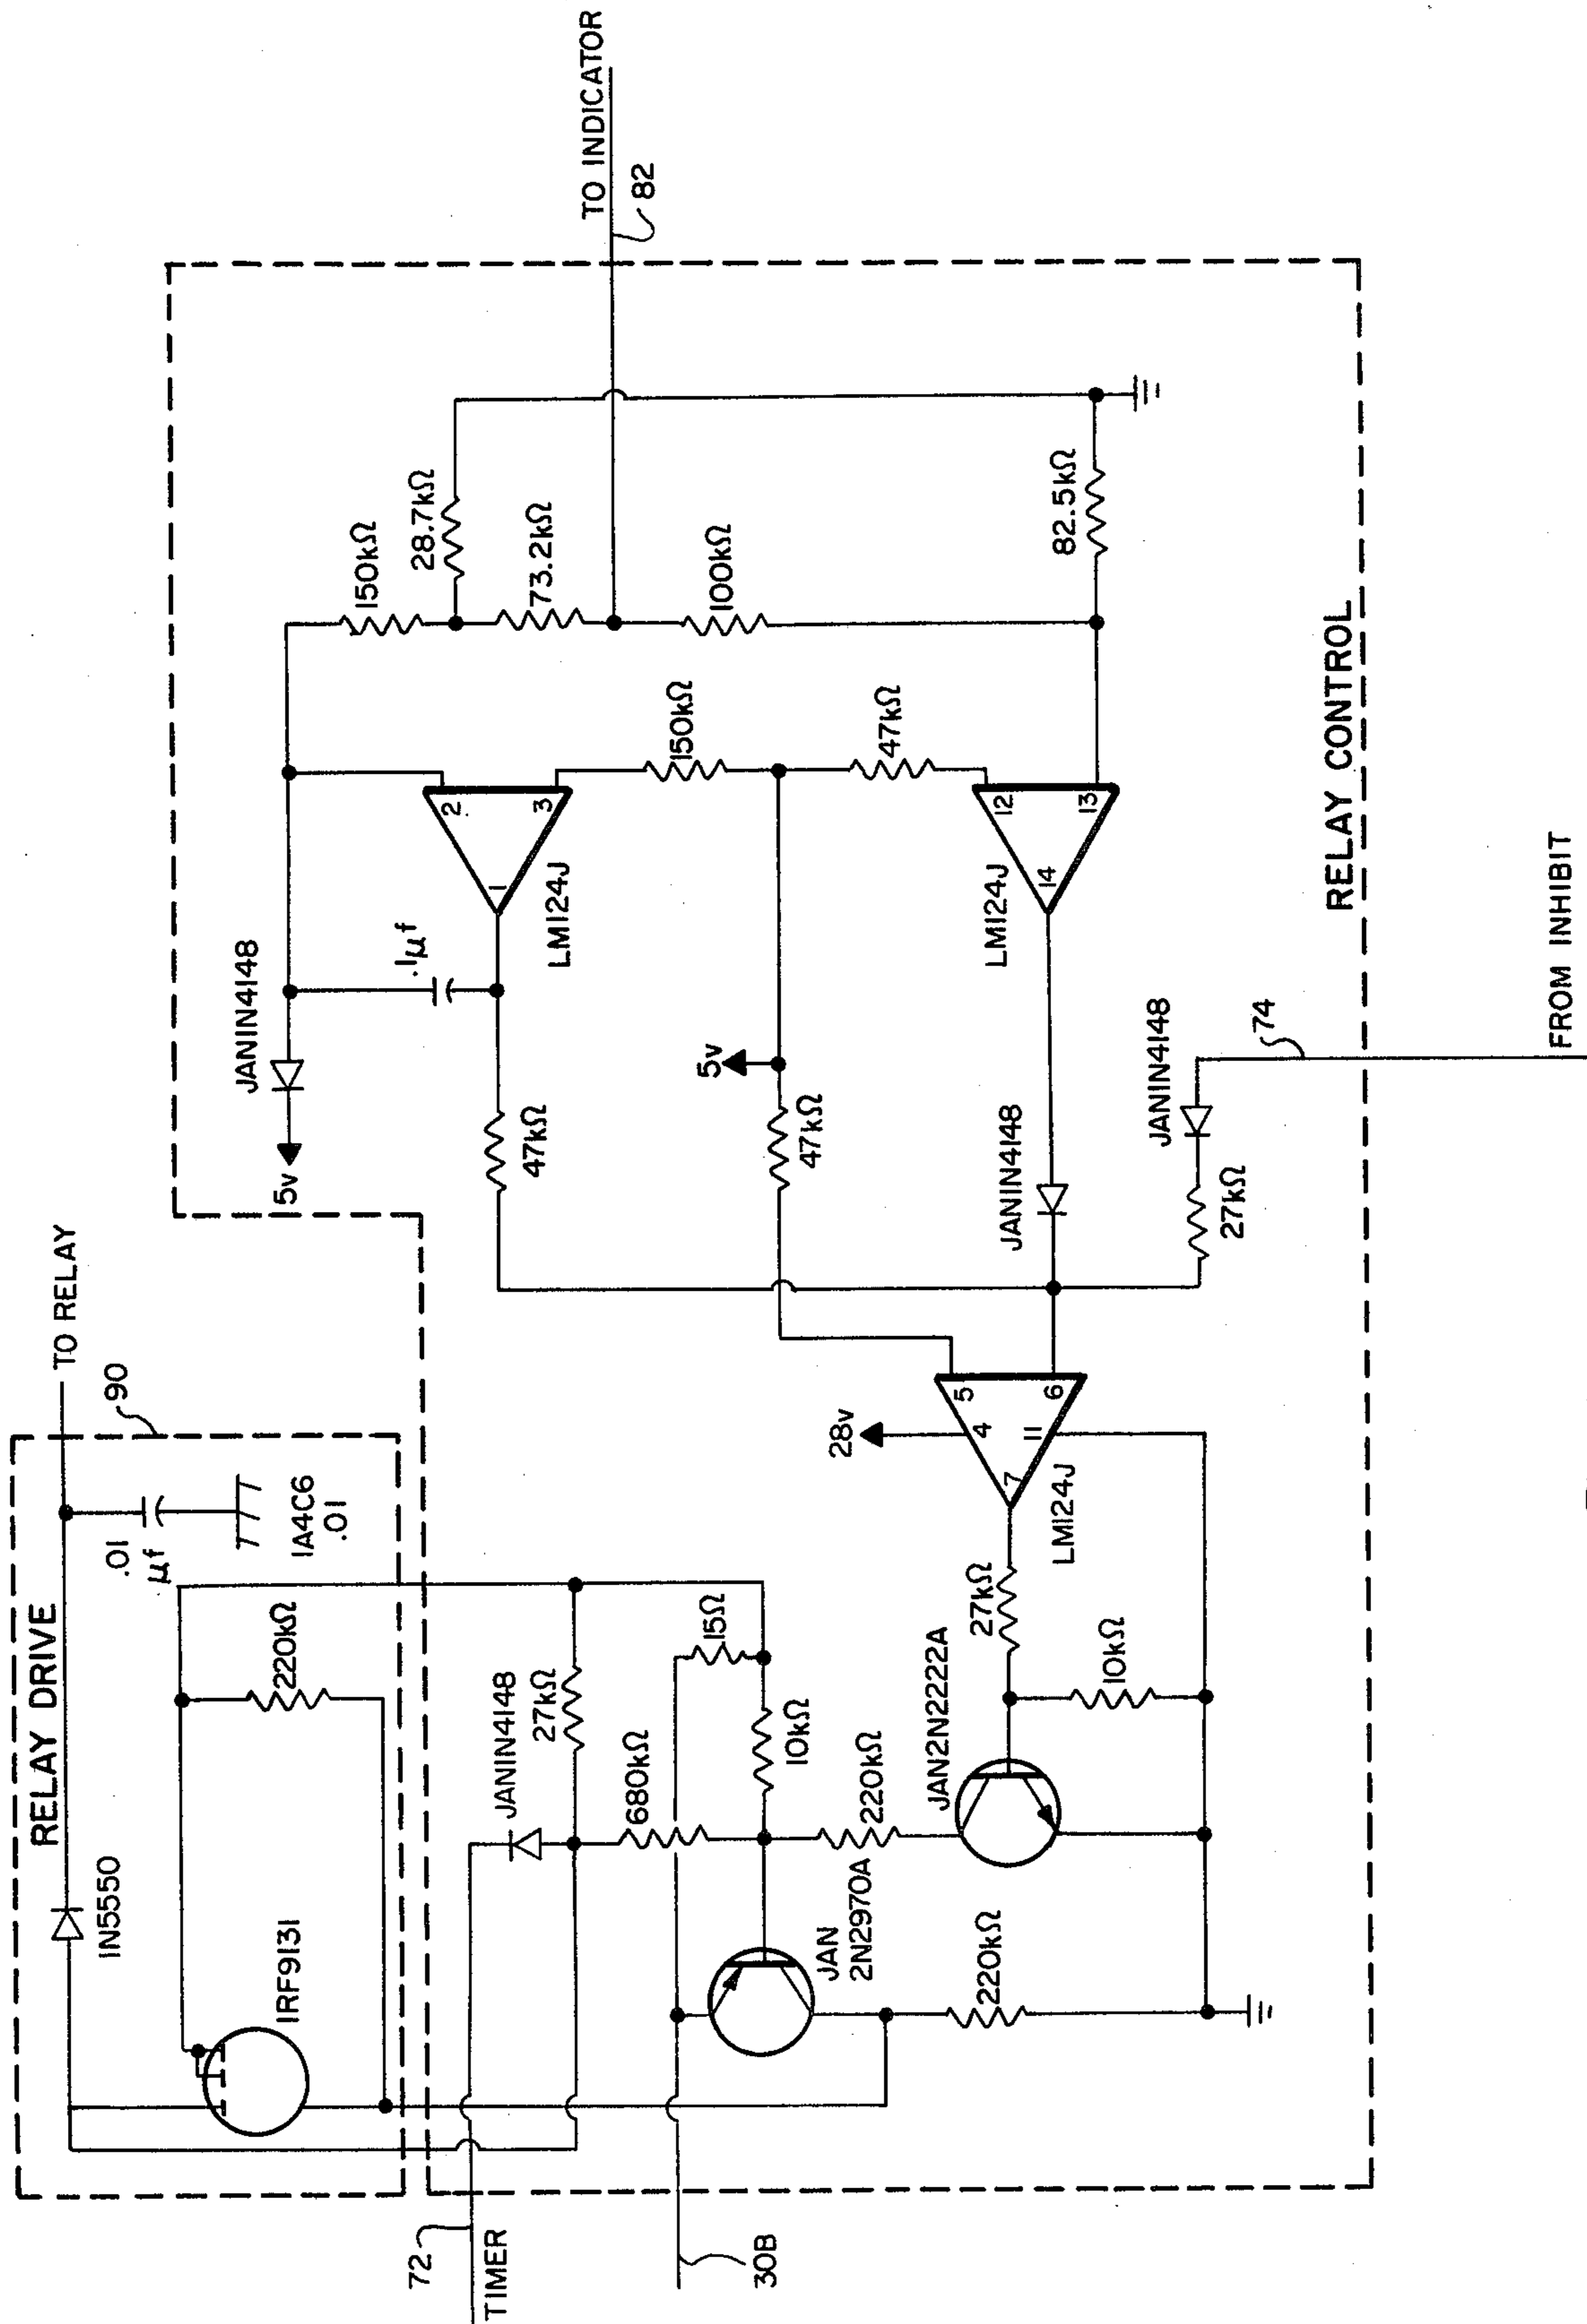 TO INDICATOR
82
TO RELAY
90
RELAY DRIVE
1N5550
.01
μf
1A4C6
.01
220kΩ
IRF9131
JAN1N4148
5v
.1μf
150kΩ
28.7kΩ
73.2kΩ
100kΩ
82.5kΩ
2
3
1
LM124J
47kΩ
150kΩ
5v
47kΩ
47kΩ
12
13
14
LM124J
JAN1N4148
JAN1N4148
27kΩ
74
FROM INHIBIT
RELAY CONTROL
28v
5
4
6
11
7
LM124J
27kΩ
10kΩ
JAN2N2222A
15Ω
JAN1N4148
27kΩ
680kΩ
10kΩ
220kΩ
JAN
2N2970A
220kΩ
72
TIMER
30B